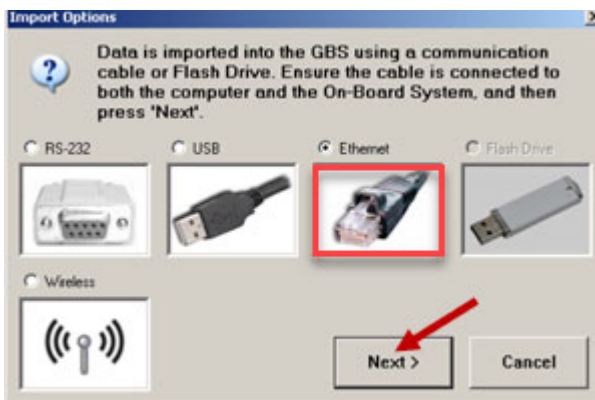 Import Options
Data is imported into the GBS using a communication
cable or Flash Drive. Ensure the cable is connected to
both the computer and the On-Board System, and then
press 'Next'.
RS-232
USB
Ethernet
Flash Drive
Wireless
Next >
Cancel